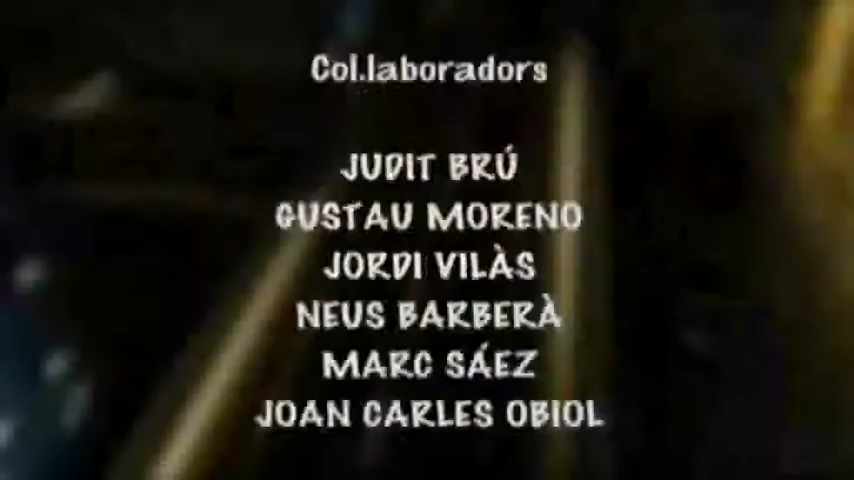 Col.laboradors
JUDIT BRÚ
GUSTAU MORENO
JORDI VILÀS
NEUS BARBERÀ
MARC SÁEZ
JOAN CARLES OBIOL